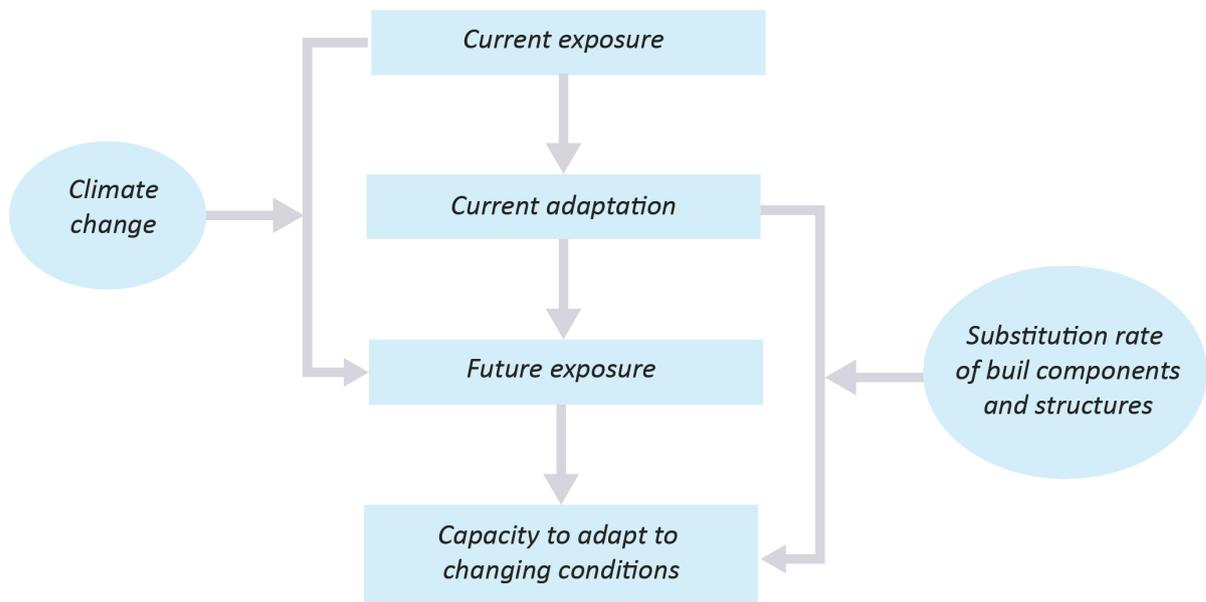 Current exposure
Climate
change
Current adaptation
Future exposure
Substitution rate
of buil components
and structures
Capacity to adapt to
changing conditions